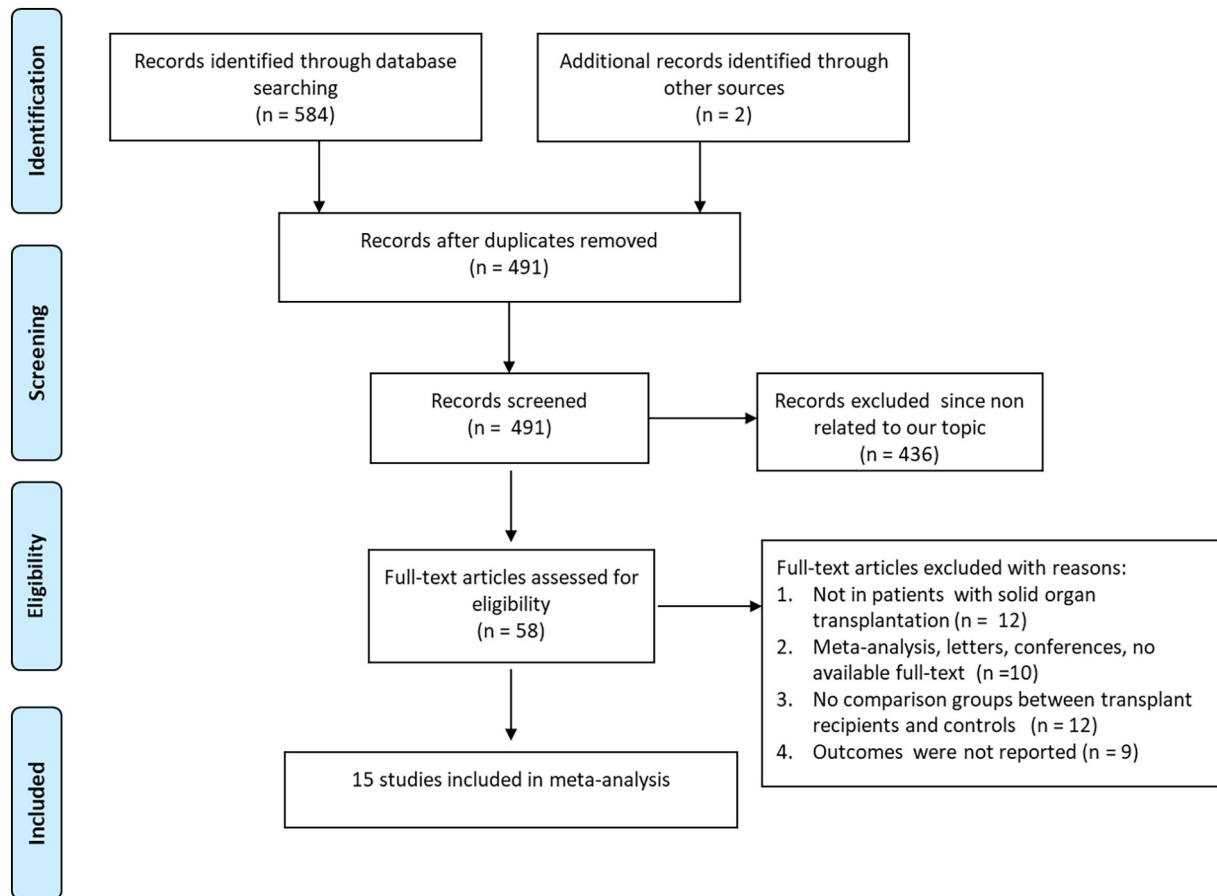 Identification
Records identified through database
searching
(n = 584)
Additional records identified through
other sources
(n = 2)
Records after duplicates removed
(n = 491)
Screening
Records screened
(n = 491)
Records excluded since non
related to our topic
(n = 436)
Eligibility
Full-text articles assessed for
eligibility
(n = 58)
Full-text articles excluded with reasons:
1. Not in patients with solid organ
transplantation (n = 12)
2. Meta-analysis, letters, conferences, no
available full-text (n =10)
3. No comparison groups between transplant
recipients and controls (n = 12)
4. Outcomes were not reported (n = 9)
Included
15 studies included in meta-analysis